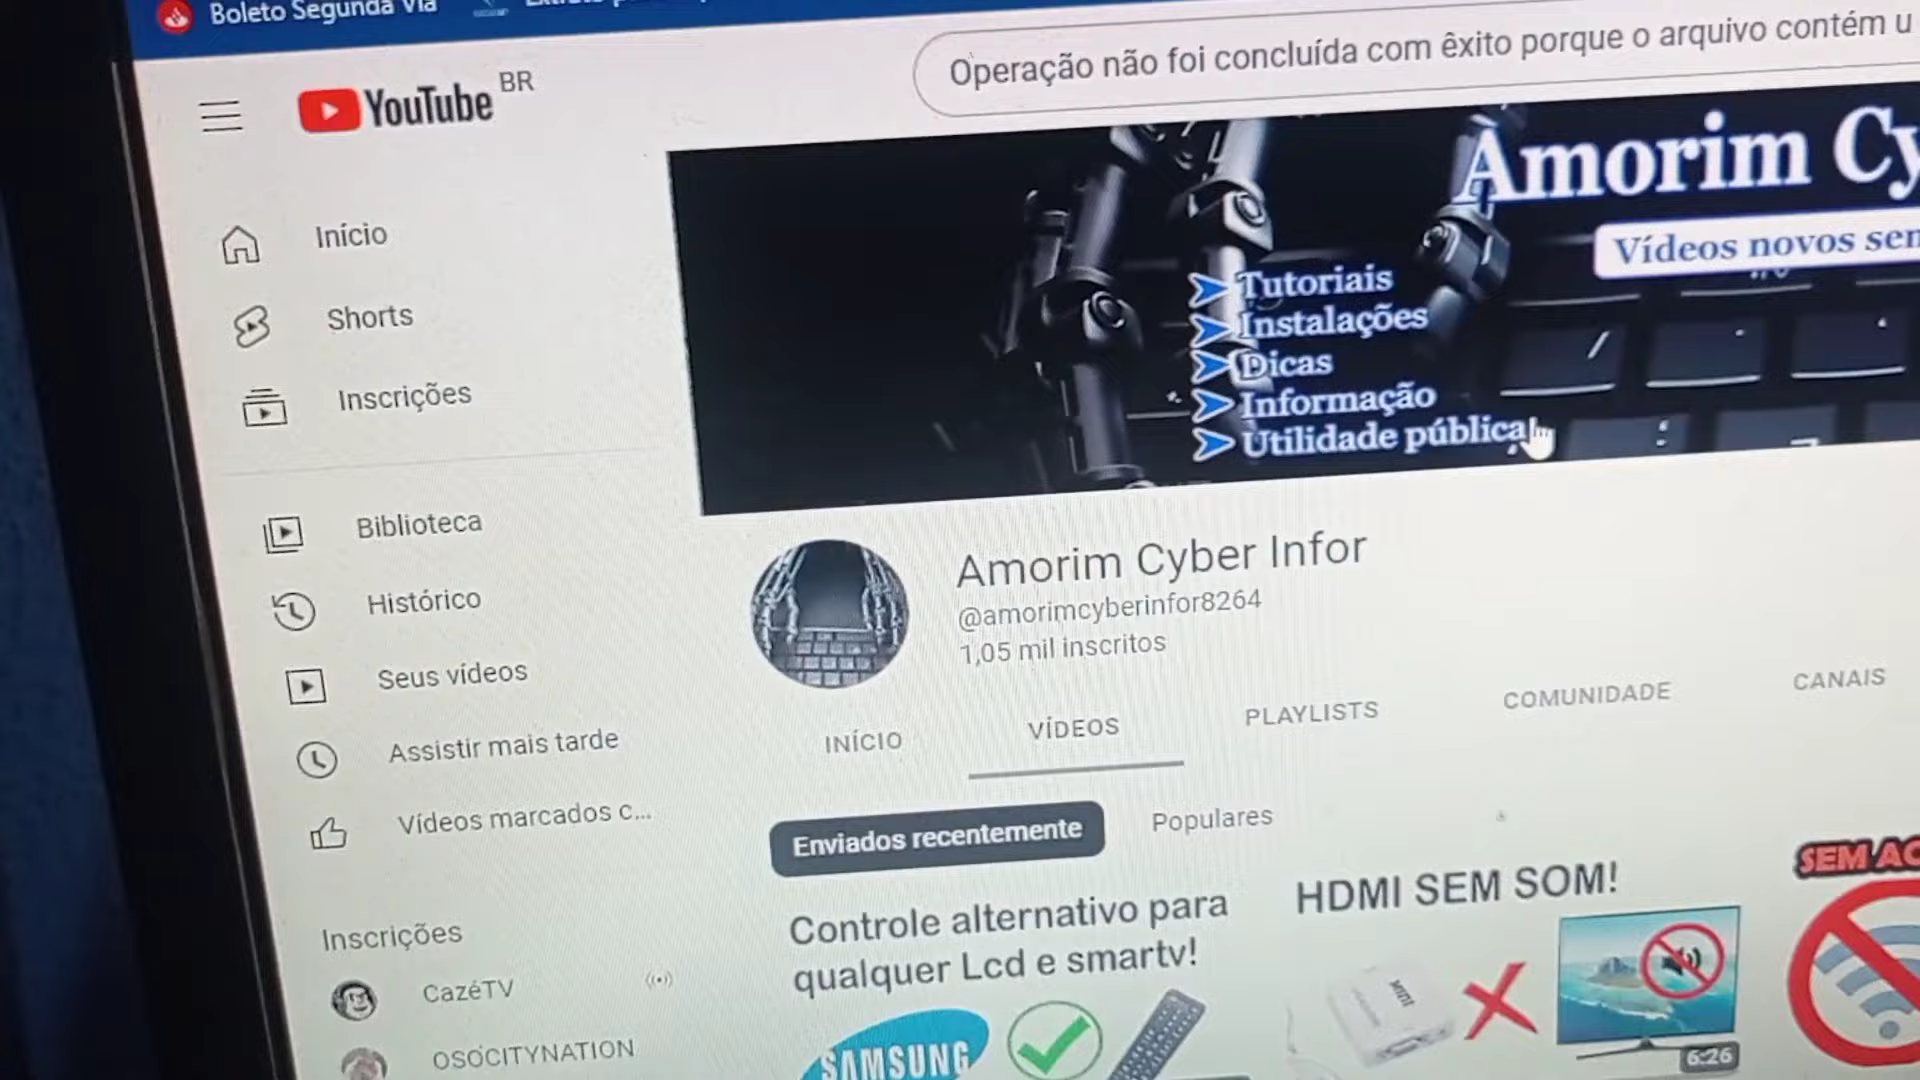 Boleto Segunda Via
YouTube BR
Operação não foi concluída com êxito porque o arquivo contém u
Início
Shorts
Inscrições
Biblioteca
Histórico
Seus vídeos
Assistir mais tarde
Vídeos marcados c...
Inscrições
CazéTV
OSOCITYNATION
Amorim Cy
Vídeos novos sem
Tutoriais
Instalações
Dicas
Informação
Utilidade pública
Amorim Cyber Infor
@amorimcyberinfor8264
1,05 mil inscritos
INÍCIO
VÍDEOS
PLAYLISTS
COMUNIDADE
CANAIS
Enviados recentemente
Populares
Controle alternativo para
qualquer Lcd e smartv!
SAMSUNG
HDMI SEM SOM!
6:26
SEM AC